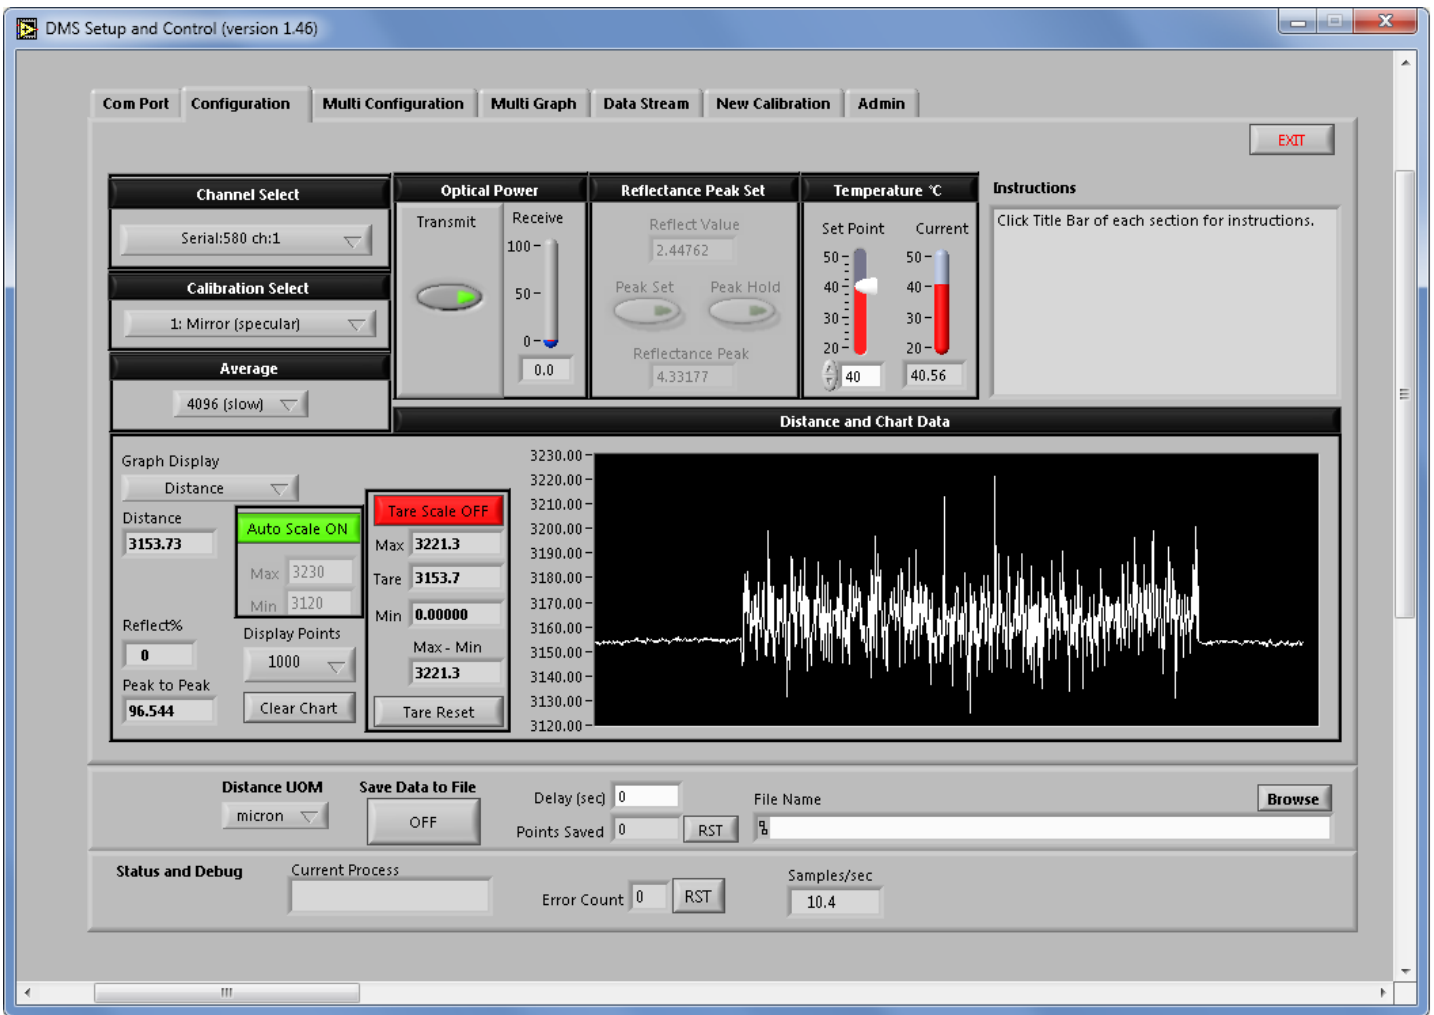 DMS Setup and Control (version 1.46)
Com Port
Configuration
Multi Configuration
Multi Graph
Data Stream
New Calibration
Admin
EXIT
Channel Select
Serial:580 ch:1
Calibration Select
1: Mirror (specular)
Average
4096 (slow)
Optical Power
Transmit
Receive
100
50
0
0.0
Reflectance Peak Set
Reflect Value
2.44762
Peak Set
Peak Hold
Reflectance Peak
4.33177
Temperature °C
Set Point
Current
50
40
30
20
40
50
40
30
20
40.56
Instructions
Click Title Bar of each section for instructions.
Distance and Chart Data
Graph Display
Distance
Distance
3153.73
Reflect%
0
Peak to Peak
96.544
Auto Scale ON
Max 3230
Min 3120
Display Points
1000
Clear Chart
Tare Scale OFF
Max 3221.3
Tare 3153.7
Min 0.00000
Max - Min
3221.3
Tare Reset
3230.00
3220.00
3210.00
3200.00
3190.00
3180.00
3170.00
3160.00
3150.00
3140.00
3130.00
3120.00
Distance UOM
micron
Save Data to File
OFF
Delay (sec) 0
Points Saved 0 RST
File Name
Browse
Status and Debug
Current Process
Error Count 0 RST
Samples/sec
10.4